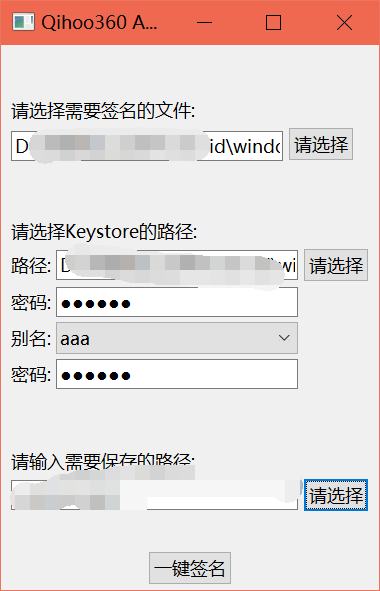 Qihoo360 A...
请选择需要签名的文件:
D id\windo 请选择
请选择Keystore的路径:
路径: D wi 请选择
密码: ●●●●●●
别名: aaa
密码: ●●●●●●
请输入需要保存的路径:
请选择
一键签名